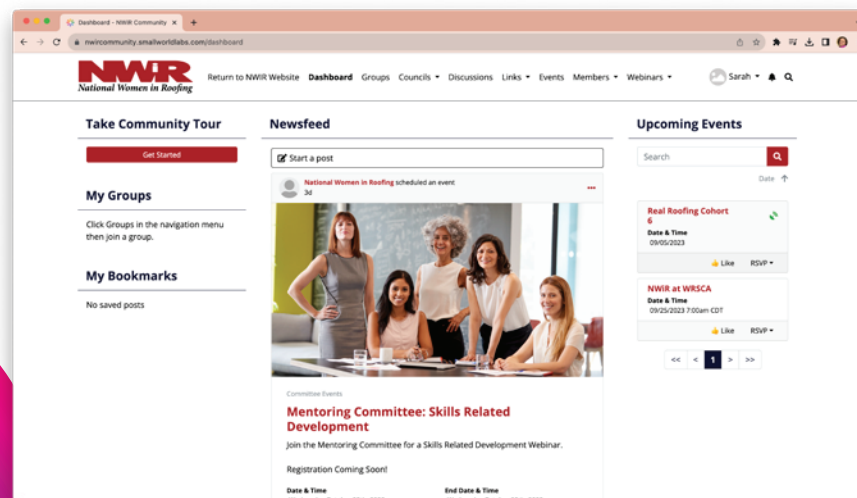 Dashboard - NWIR Community
nwircommunity.smallworldlabs.com/dashboard
NWiR
National Women in Roofing
Return to NWIR Website Dashboard Groups Councils Discussions Links Events Members Webinars Sarah
Take Community Tour
Get Started
My Groups
Click Groups in the navigation menu
then join a group.
My Bookmarks
No saved posts
Newsfeed
Start a post
National Women in Roofing scheduled an event
3d
Committee Events
Mentoring Committee: Skills Related
Development
Join the Mentoring Committee for a Skills Related Development Webinar.
Registration Coming Soon!
Date & Time End Date & Time
Upcoming Events
Search
Date
Real Roofing Cohort
6
Date & Time
09/05/2023
Like RSVP
NWiR at WRSCA
Date & Time
09/25/2023 7:00am CDT
Like RSVP
<< < 1 > >>